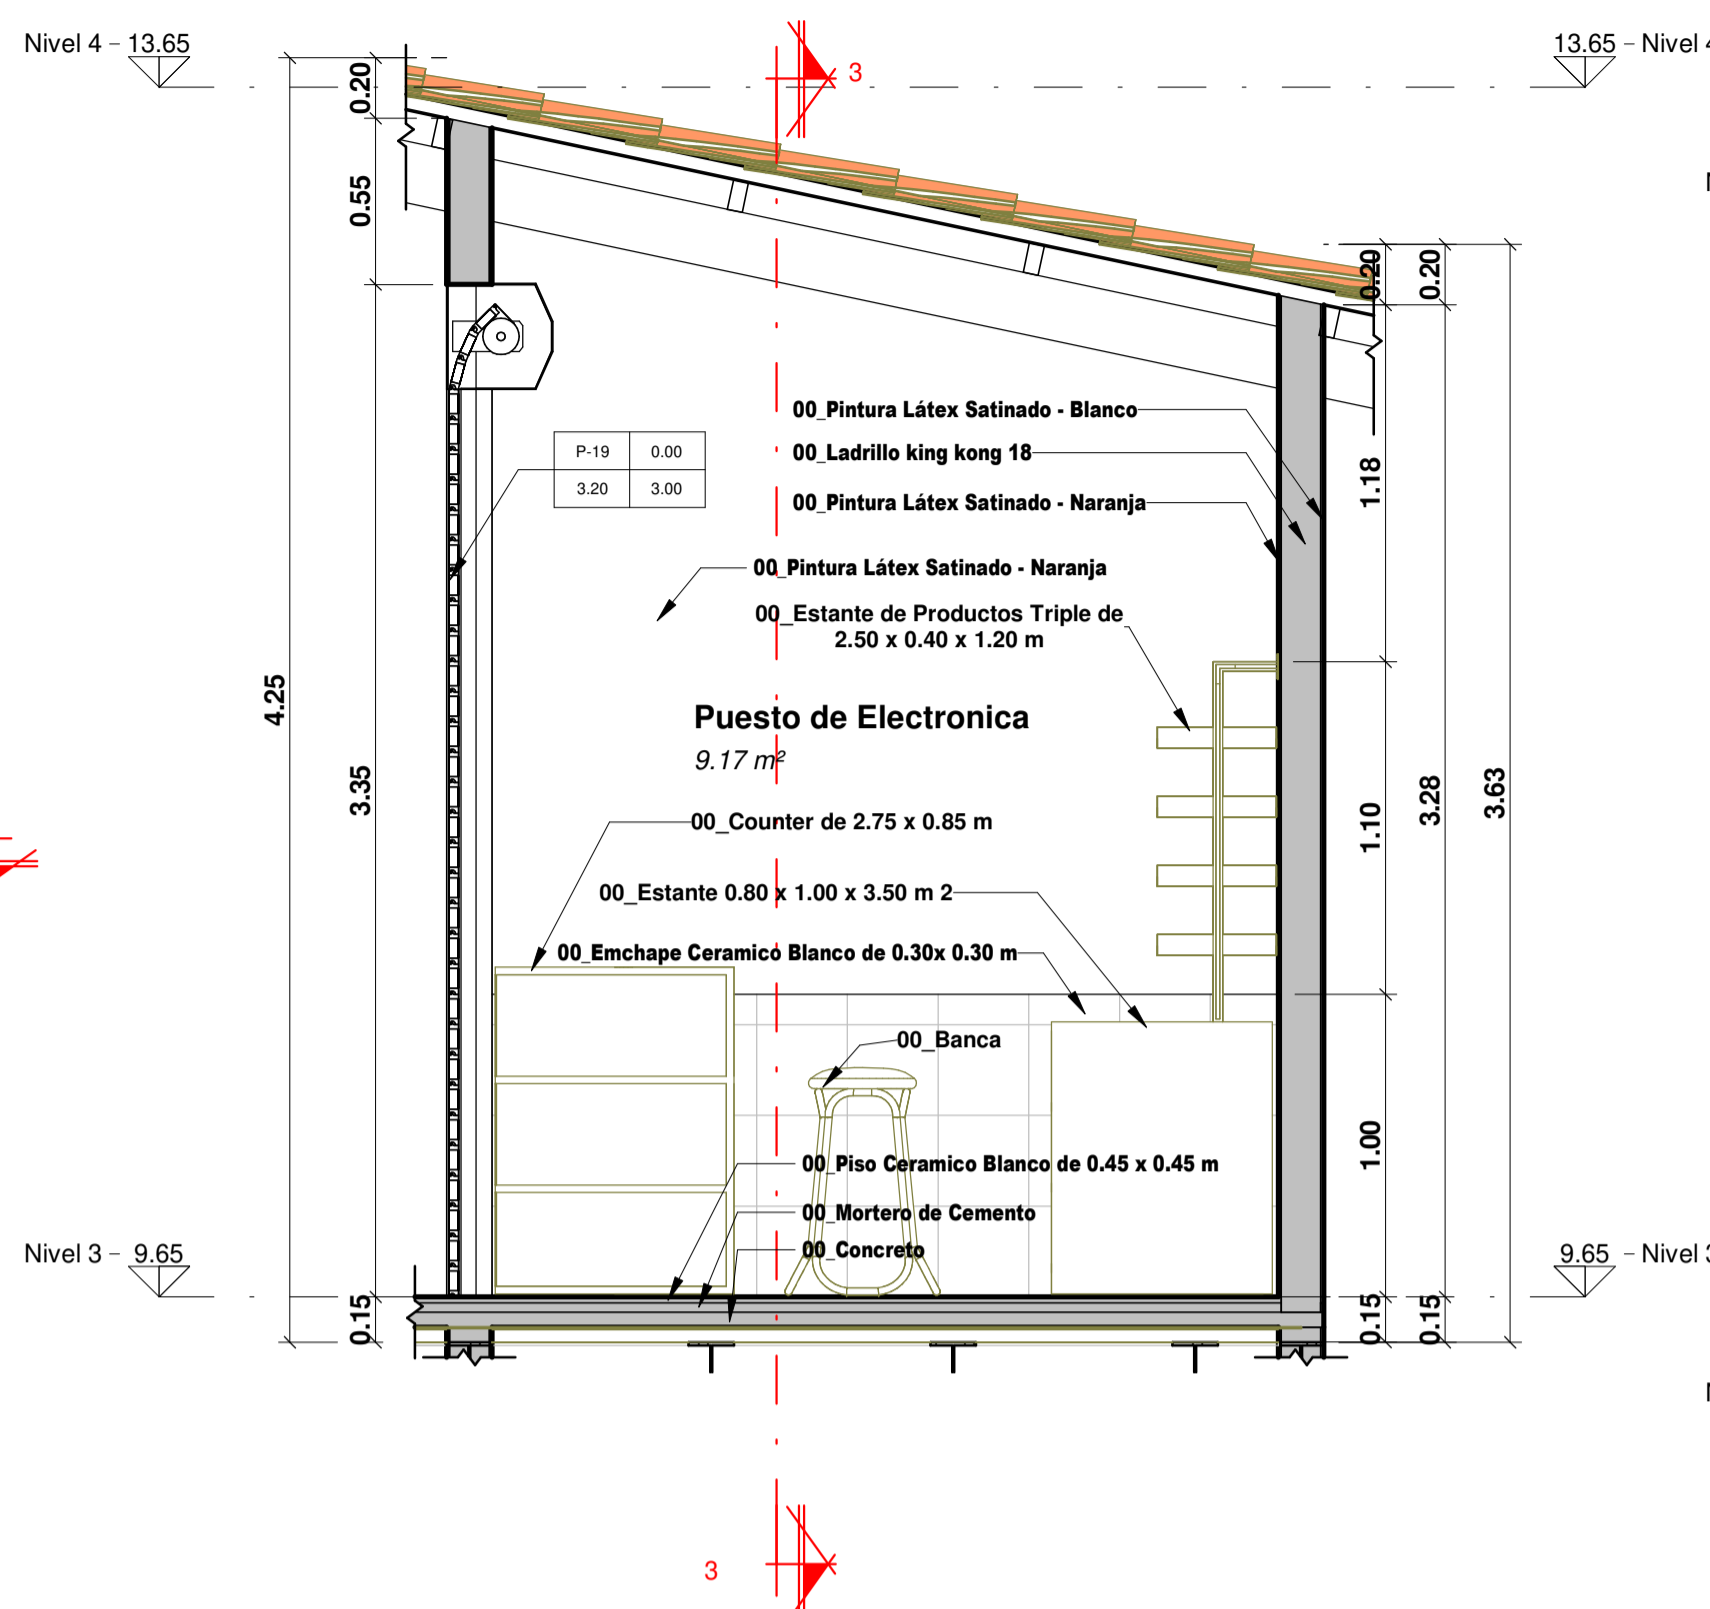 Nivel 4 - 13.65
13.65 - Nivel 4
3
0.20
0.55
4.25
3.35
0.15
0.20
0.20
1.18
1.10
3.28
3.63
1.00
0.15
0.15
P-19 0.00
3.20 3.00
00_Pintura Látex Satinado - Blanco
00_Ladrillo king kong 18
00_Pintura Látex Satinado - Naranja
00_Pintura Látex Satinado - Naranja
00_Estante de Productos Triple de
2.50 x 0.40 x 1.20 m
Puesto de Electronica
9.17 m²
00_Counter de 2.75 x 0.85 m
00_Estante 0.80 x 1.00 x 3.50 m 2
00_Emchape Ceramico Blanco de 0.30x 0.30 m
00_Banca
00_Piso Ceramico Blanco de 0.45 x 0.45 m
00_Mortero de Cemento
00_Concreto
Nivel 3 - 9.65
9.65 - Nivel 3
3